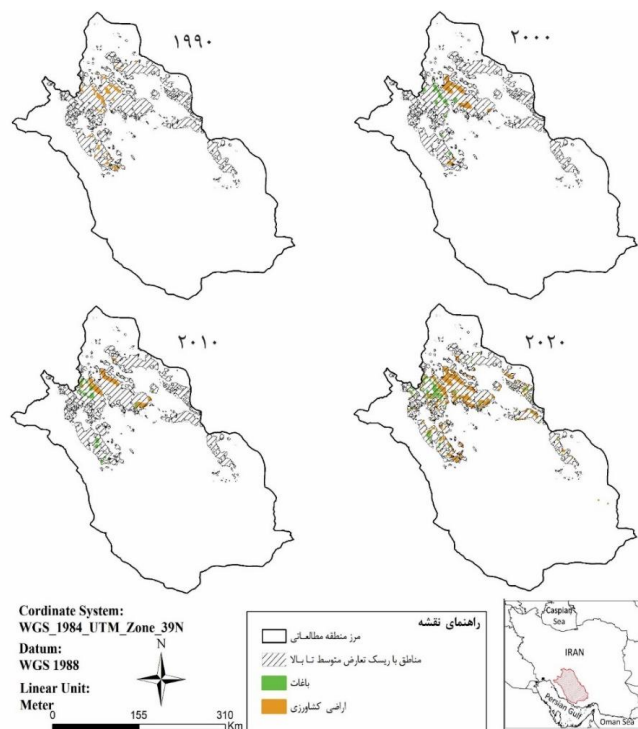 ۱۹۹۰
۲۰۰۰
۲۰۱۰
۲۰۲۰
Cordinate System:
WGS_1984_UTM_Zone_39N
Datum:
WGS 1988
Linear Unit:
Meter
N
0 155 310
Km
راهنمای نقشه
مرز منطقه مطالعاتی
مناطق با ریسک تعارض متوسط تا بالا
باغات
اراضی کشاورزی
Caspian
Sea
IRAN
Persian Gulf
Oman Sea